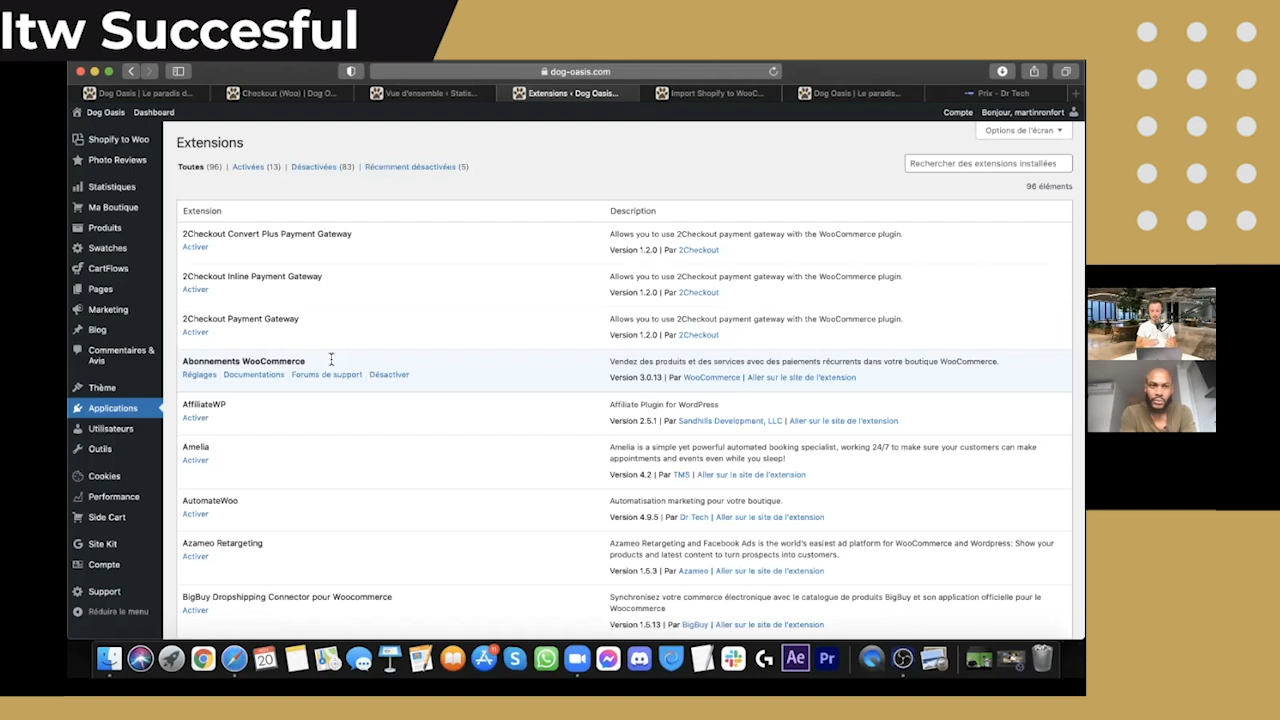 Itw Succesful
dog-oasis.com
Dog Oasis | Le paradis d...
Checkout (Woo) | Dog O...
Vue d'ensemble ‹ Statis...
Extensions ‹ Dog Oasis...
Import Shopify to WooC...
Dog Oasis | Le paradis...
Prix - Dr Tech
Dog Oasis Dashboard
Compte Bonjour, martinronfort
Shopify to Woo
Photo Reviews
Statistiques
Ma Boutique
Produits
Swatches
CartFlows
Pages
Marketing
Blog
Commentaires &
Avis
Thème
Applications
Utilisateurs
Outils
Cookies
Performance
Side Cart
Site Kit
Compte
Support
Réduire le menu
Options de l'écran
Extensions
Toutes (96) | Activées (13) | Désactivées (83) | Récemment désactivées (5)
Rechercher des extensions installées
96 éléments
Extension Description
2Checkout Convert Plus Payment Gateway
Activer
Allows you to use 2Checkout payment gateway with the WooCommerce plugin.
Version 1.2.0 | Par 2Checkout
2Checkout Inline Payment Gateway
Activer
Allows you to use 2Checkout payment gateway with the WooCommerce plugin.
Version 1.2.0 | Par 2Checkout
2Checkout Payment Gateway
Activer
Allows you to use 2Checkout payment gateway with the WooCommerce plugin.
Version 1.2.0 | Par 2Checkout
Abonnements WooCommerce
Réglages Documentations Forums de support Désactiver
Vendez des produits et des services avec des paiements récurrents dans votre boutique WooCommerce.
Version 3.0.13 | Par WooCommerce | Aller sur le site de l'extension
AffiliateWP
Activer
Affiliate Plugin for WordPress
Version 2.5.1 | Par Sandhills Development, LLC | Aller sur le site de l'extension
Amelia
Activer
Amelia is a simple yet powerful automated booking specialist, working 24/7 to make sure your customers can make
appointments and events even while you sleep!
Version 4.2 | Par TMS | Aller sur le site de l'extension
AutomateWoo
Activer
Automatisation marketing pour votre boutique.
Version 4.9.5 | Par Dr Tech | Aller sur le site de l'extension
Azameo Retargeting
Activer
Azameo Retargeting and Facebook Ads is the world's easiest ad platform for WooCommerce and Wordpress: Show your
products and latest content to turn prospects into customers.
Version 1.5.3 | Par Azameo | Aller sur le site de l'extension
BigBuy Dropshipping Connector pour Woocommerce
Activer
Synchronisez votre commerce électronique avec le catalogue de produits BigBuy et son application officielle pour le
Woocommerce
Version 1.5.13 | Par BigBuy | Aller sur le site de l'extension
20
Ae
Pr